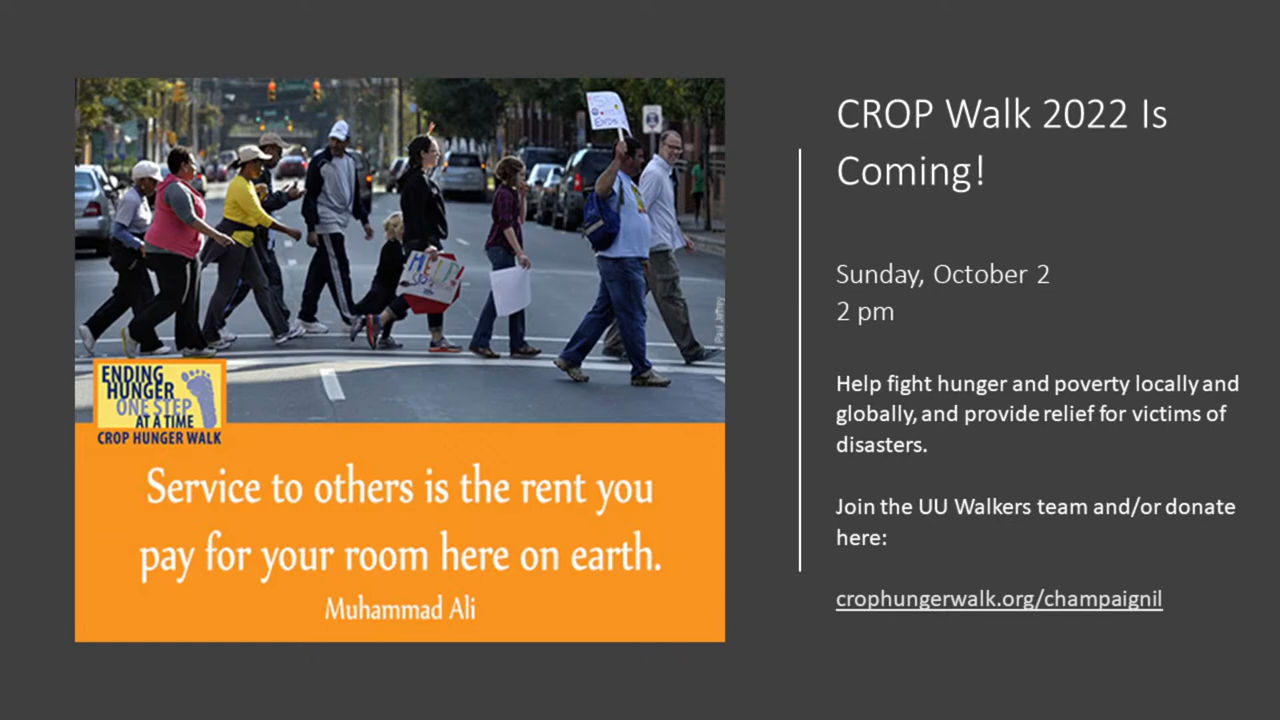 CROP Walk 2022 Is
Coming!
Sunday, October 2
2 pm
Help fight hunger and poverty locally and
globally, and provide relief for victims of
disasters.
Join the UU Walkers team and/or donate
here:
crophungerwalk.org/champaignil
HELP!
Paul Jeffrey
ENDING
HUNGER
ONE STEP
AT A TIME
CROP HUNGER WALK
Service to others is the rent you
pay for your room here on earth.
Muhammad Ali